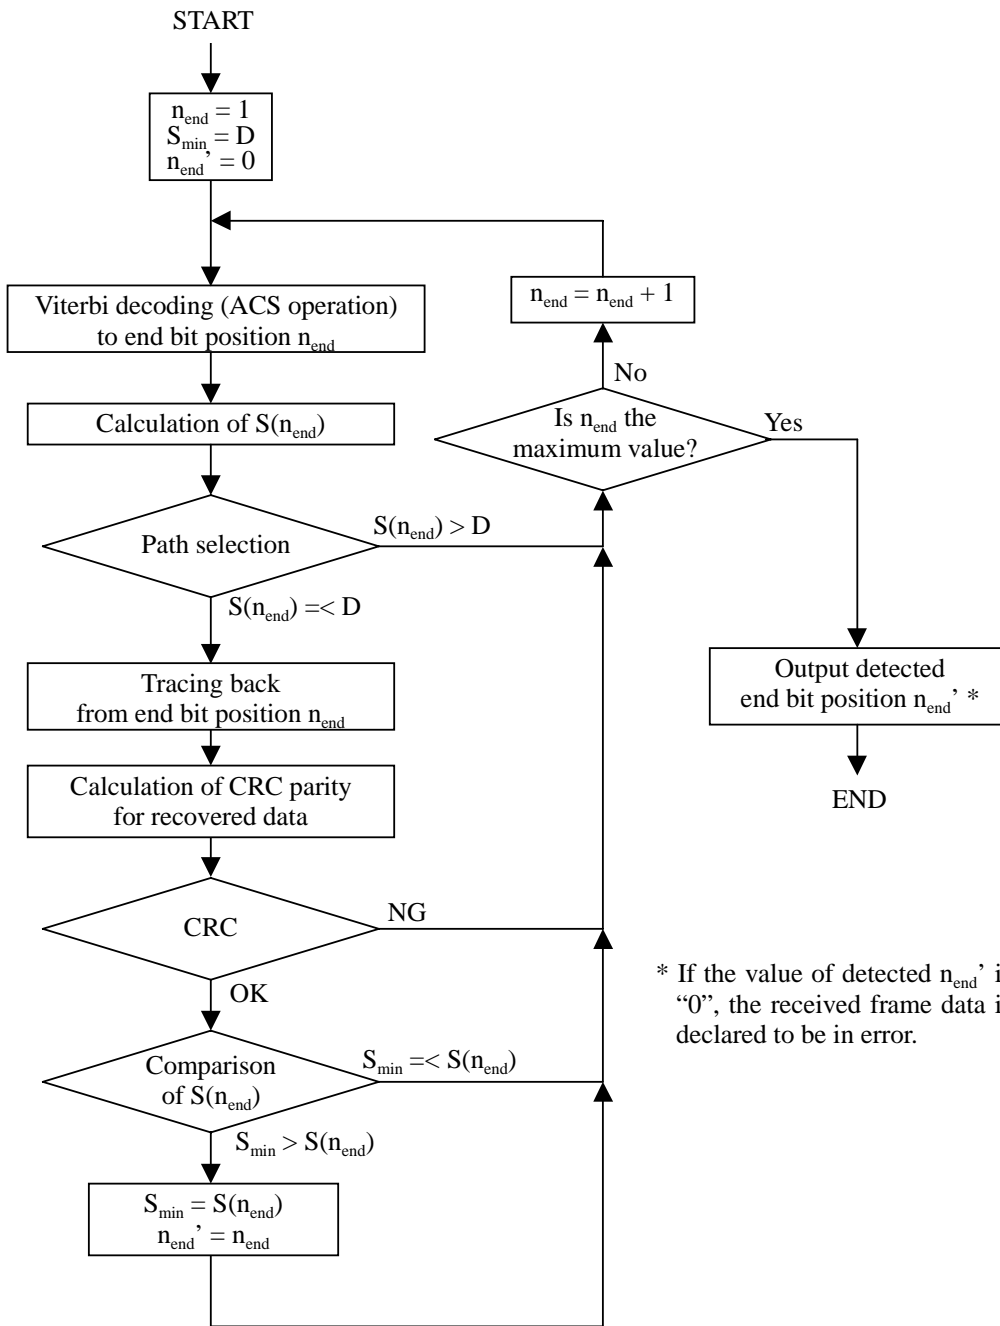 START
n_end = 1
S_min = D
n_end' = 0
Viterbi decoding (ACS operation)
to end bit position n_end
n_end = n_end + 1
No
Calculation of S(n_end)
Is n_end the
maximum value?
Yes
Path selection
S(n_end) > D
S(n_end) =< D
Tracing back
from end bit position n_end
Output detected
end bit position n_end' *
Calculation of CRC parity
for recovered data
END
CRC
NG
OK
* If the value of detected n_end' i
“0”, the received frame data i
declared to be in error.
Comparison
of S(n_end)
S_min =< S(n_end)
S_min > S(n_end)
S_min = S(n_end)
n_end' = n_end